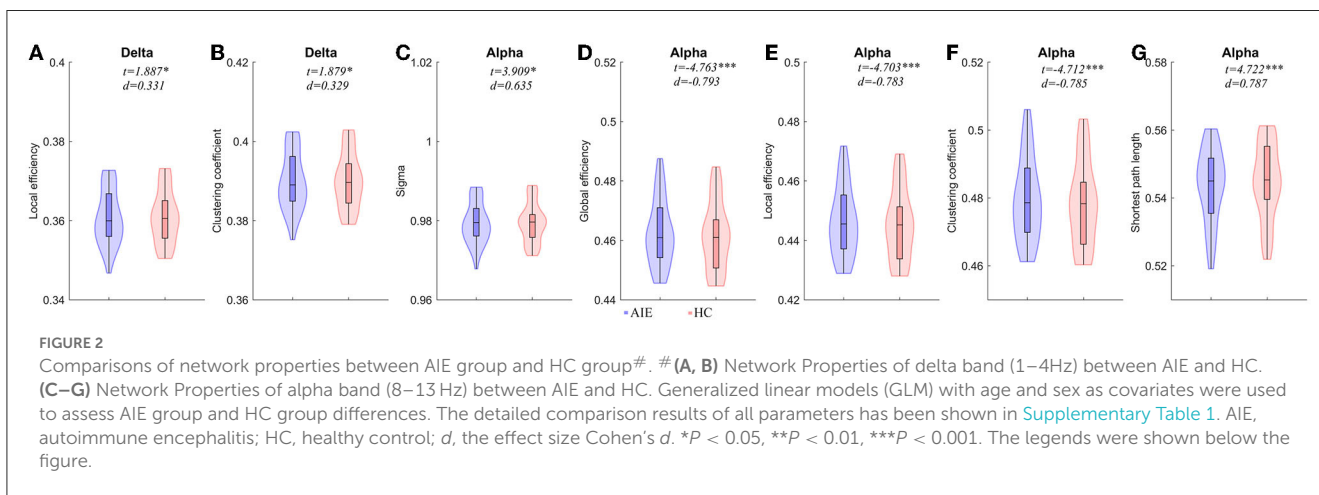 A Delta
t=1.887*
d=0.331
Local efficiency
0.4
0.38
0.36
0.34
B Delta
t=1.879*
d=0.329
Clustering coefficient
0.42
0.4
0.38
0.36
C Alpha
t=3.909*
d=0.635
Sigma
1.02
1
0.98
0.96
D Alpha
t=-4.763***
d=-0.793
Global efficiency
0.5
0.48
0.46
0.44
E Alpha
t=-4.703***
d=-0.783
Local efficiency
0.5
0.48
0.46
0.44
0.42
F Alpha
t=-4.712***
d=-0.785
Clustering coefficient
0.52
0.5
0.48
0.46
G Alpha
t=4.722***
d=0.787
Shortest path length
0.6
0.56
0.52
AIE HC
FIGURE 2
Comparisons of network properties between AIE group and HC group#. #(A, B) Network Properties of delta band (1–4Hz) between AIE and HC.
(C–G) Network Properties of alpha band (8–13 Hz) between AIE and HC. Generalized linear models (GLM) with age and sex as covariates were used
to assess AIE group and HC group differences. The detailed comparison results of all parameters has been shown in Supplementary Table 1. AIE,
autoimmune encephalitis; HC, healthy control; d, the effect size Cohen's d. *P < 0.05, **P < 0.01, ***P < 0.001. The legends were shown below the
figure.